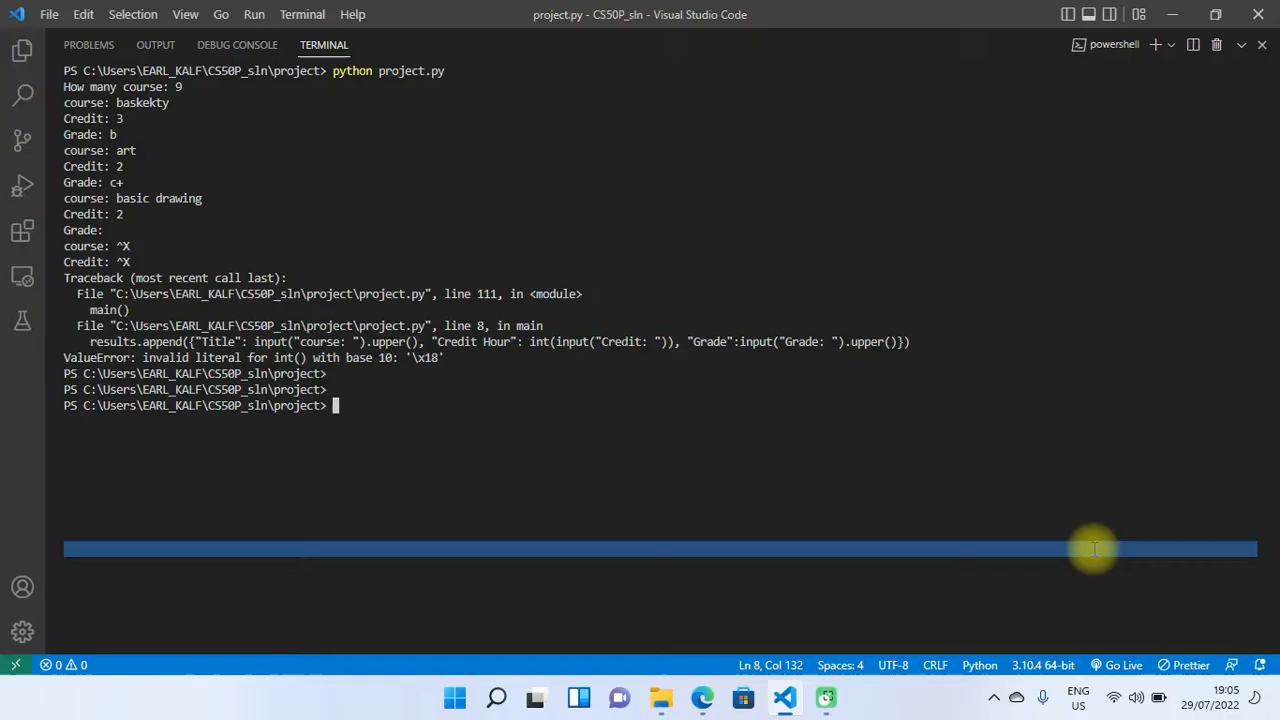 File Edit Selection View Go Run Terminal Help
project.py - CS50P_sln - Visual Studio Code
PROBLEMS OUTPUT DEBUG CONSOLE TERMINAL
powershell
PS C:\Users\EARL_KALF\CS50P_sln\project> python project.py
How many course: 9
course: baskekty
Credit: 3
Grade: b
course: art
Credit: 2
Grade: c+
course: basic drawing
Credit: 2
Grade:
course: ^X
Credit: ^X
Traceback (most recent call last):
File "C:\Users\EARL_KALF\CS50P_sln\project\project.py", line 111, in <module>
main()
File "C:\Users\EARL_KALF\CS50P_sln\project\project.py", line 8, in main
results.append({"Title": input("course: ").upper(), "Credit Hour": int(input("Credit: ")), "Grade":input("Grade: ").upper()})
ValueError: invalid literal for int() with base 10: '\x18'
PS C:\Users\EARL_KALF\CS50P_sln\project>
PS C:\Users\EARL_KALF\CS50P_sln\project>
PS C:\Users\EARL_KALF\CS50P_sln\project>
0 0 Ln 8, Col 132 Spaces: 4 UTF-8 CRLF Python 3.10.4 64-bit Go Live Prettier
ENG 19:05
US 29/07/2022